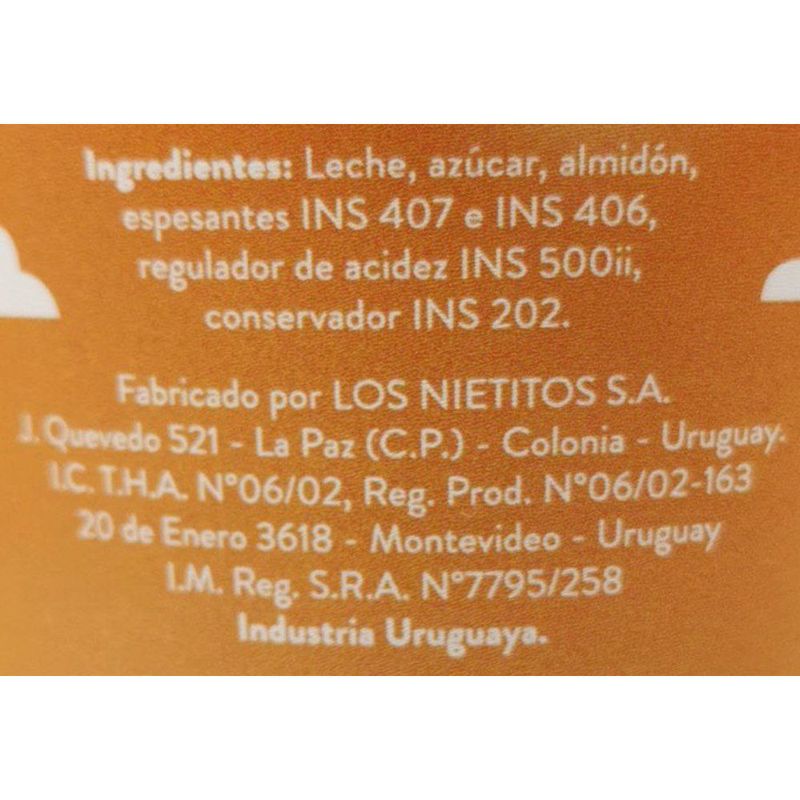 Ingredientes: Leche, azúcar, almidón,
espesantes INS 407 e INS 406,
regulador de acidez INS 500ii,
conservador INS 202.
Fabricado por LOS NIETITOS S.A.
J. Quevedo 521 - La Paz (C.P.) - Colonia - Uruguay.
I.C.T.H.A. N°06/02, Reg. Prod. N°06/02-163
20 de Enero 3618 - Montevideo - Uruguay
I.M. Reg. S.R.A. N°7795/258
Industria Uruguaya.